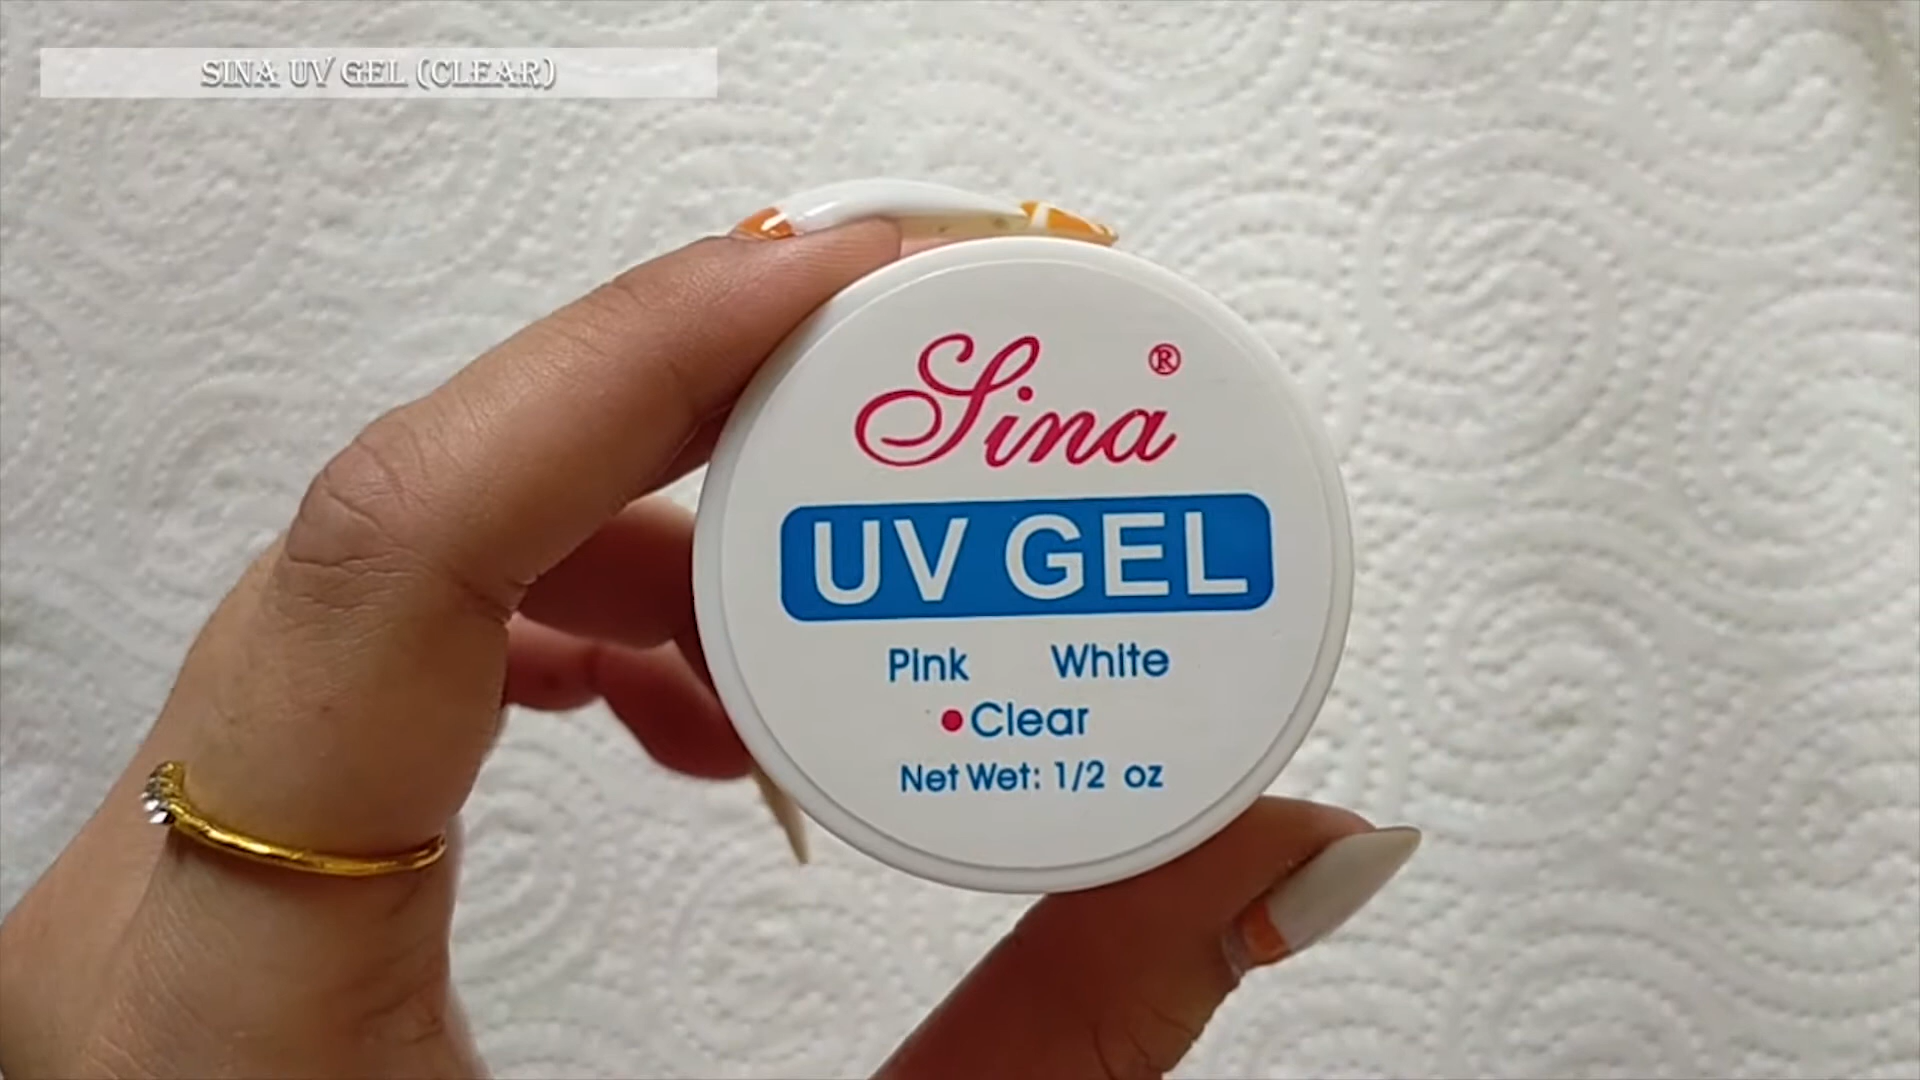 SINA UV GEL (CLEAR)
Sina ®
UV GEL
Pink White
Clear
Net Wet: 1/2 oz